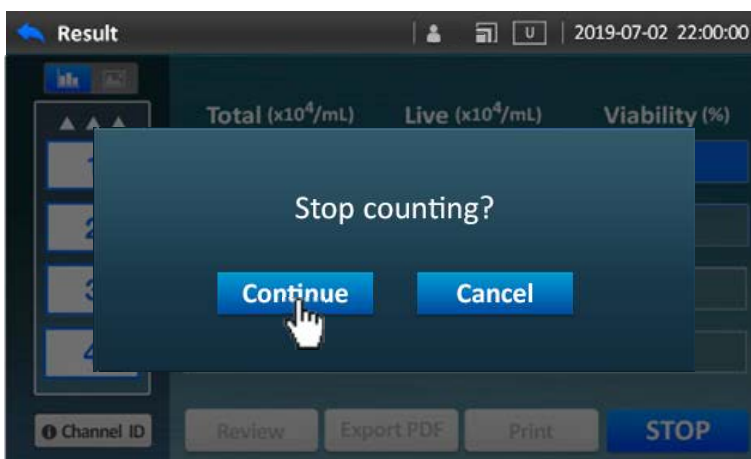 Result
U
2019-07-02 22:00:00
Total (x10⁴/mL) Live (x10⁴/mL) Viability (%)
1
2
3
4
Stop counting?
Continue Cancel
Channel ID Review Export PDF Print STOP